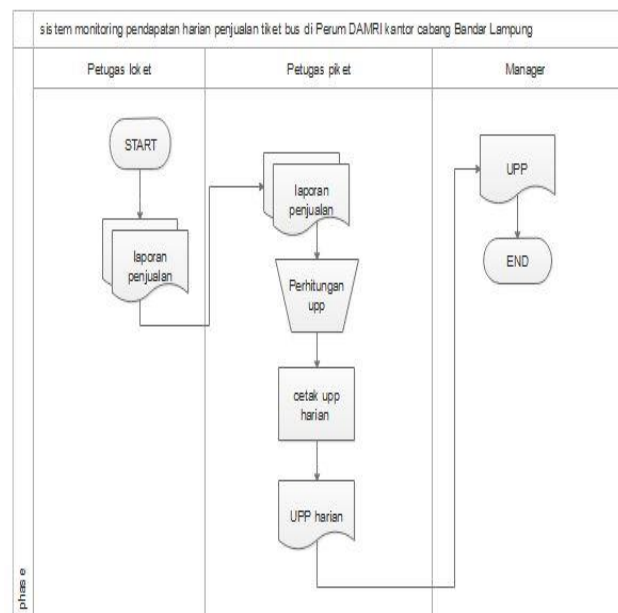 sistem monitoring pendapatan harian penjualan tiket bus di Perum DAMRI kantor cabang Bandar Lampung
Petugas loket
Petugas piket
Manager
START
laporan
penjualan
laporan
penjualan
Perhitungan
upp
cetak upp
harian
UPP harian
UPP
END
phase